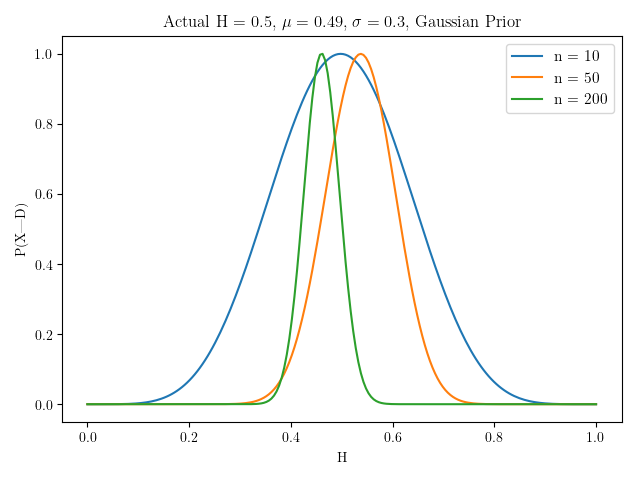 Actual H = 0.5, μ = 0.49, σ = 0.3, Gaussian Prior
1.0
0.8
0.6
0.4
0.2
0.0
P(X—D)
n = 10
n = 50
n = 200
0.0 0.2 0.4 0.6 0.8 1.0
H